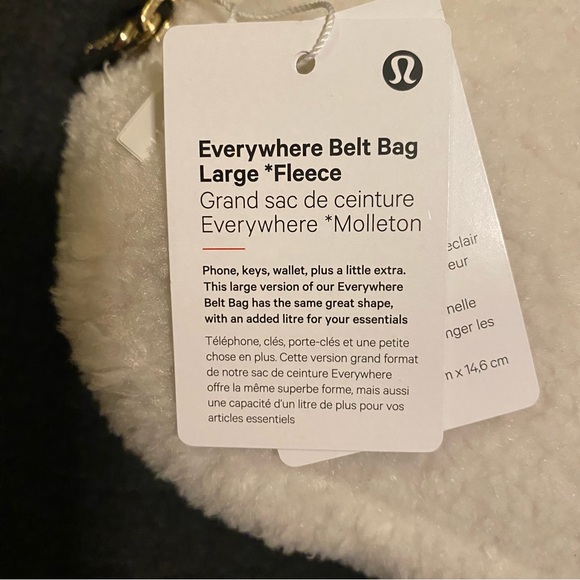 Everywhere Belt Bag
Large *Fleece
Grand sac de ceinture
Everywhere *Molleton
Phone, keys, wallet, plus a little extra.
This large version of our Everywhere
Belt Bag has the same great shape,
with an added litre for your essentials
Téléphone, clés, porte-clés et une petite
chose en plus. Cette version grand format
de notre sac de ceinture Everywhere
offre la même superbe forme, mais aussi
une capacité d'un litre de plus pour vos
articles essentiels
eclair
eur
nelle
nger les
x 14,6 cm